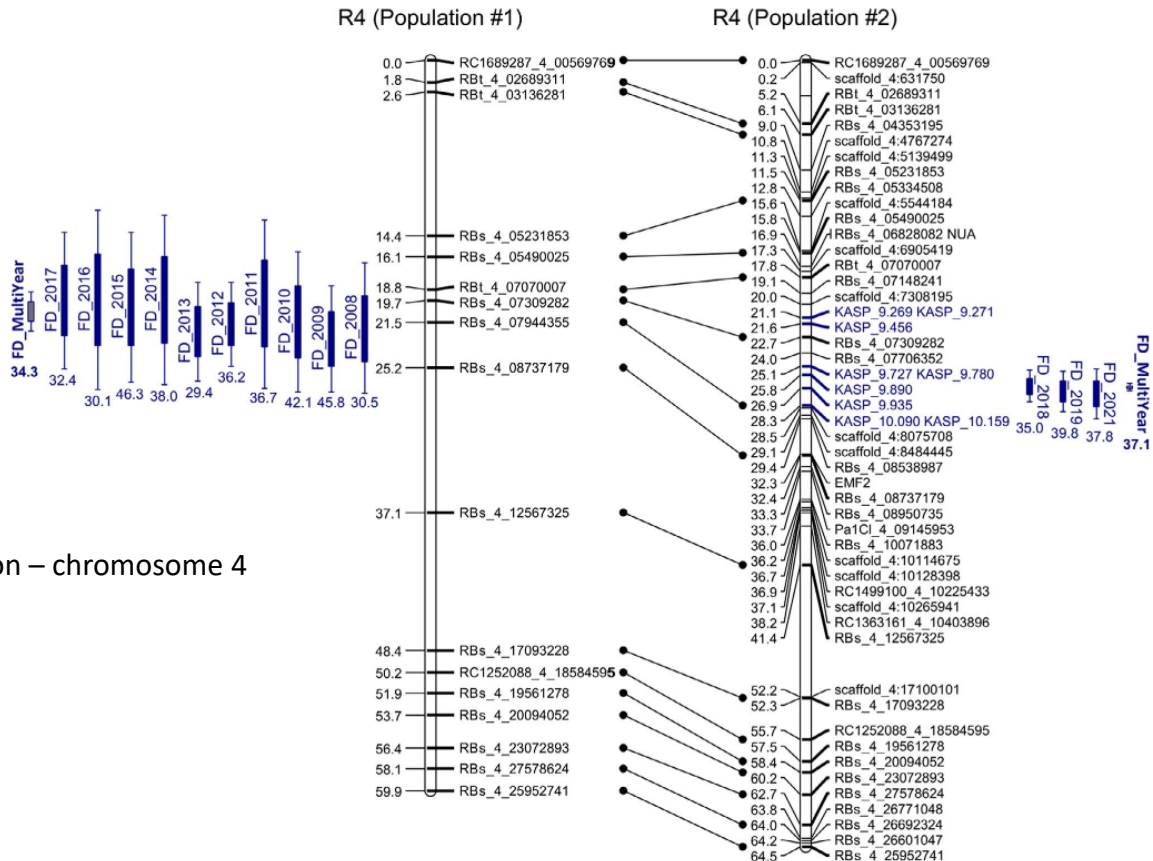 R4 (Population #1)
0.0 RC1689287_4_00569769
1.8 RBt_4_02689311
2.6 RBt_4_03136281
14.4 RBs_4_05231853
16.1 RBs_4_05490025
18.8 RBt_4_07070007
19.7 RBs_4_07309282
21.5 RBs_4_07944355
25.2 RBs_4_08737179
37.1 RBs_4_12567325
48.4 RBs_4_17093228
50.2 RC1252088_4_18584595
51.9 RBs_4_19561278
53.7 RBs_4_20094052
56.4 RBs_4_23072893
58.1 RBs_4_27578624
59.9 RBs_4_25952741
FD_MultiYear
34.3
FD_2017
32.4
FD_2016
30.1
FD_2015
46.3
FD_2014
38.0
FD_2013
29.4
FD_2012
36.2
FD_2011
36.7
FD_2010
42.1
FD_2009
45.8
FD_2008
30.5
on – chromosome 4
R4 (Population #2)
0.0 RC1689287_4_00569769
0.2 scaffold_4:631750
5.2 RBt_4_02689311
6.1 RBt_4_03136281
9.0 RBs_4_04353195
10.8 scaffold_4:4767274
11.3 scaffold_4:5139499
11.5 RBs_4_05231853
12.8 RBs_4_05334508
15.6 scaffold_4:5544184
15.8 RBs_4_05490025
16.9 RBs_4_06828082 NUA
17.3 scaffold_4:6905419
17.8 RBt_4_07070007
19.1 RBs_4_07148241
20.0 scaffold_4:7308195
21.1 KASP_9.269 KASP_9.271
21.6 KASP_9.456
22.7 RBs_4_07309282
24.0 RBs_4_07706352
25.1 KASP_9.727 KASP_9.780
25.8 KASP_9.890
26.9 KASP_9.935
28.3 KASP_10.090 KASP_10.159
28.5 scaffold_4:8075708
29.1 scaffold_4:8484445
29.4 RBs_4_08538987
32.3 EMF2
32.4 RBs_4_08737179
33.3 RBs_4_08950735
33.7 Pa1Cl_4_09145953
36.0 RBs_4_10071883
36.2 scaffold_4:10114675
36.7 scaffold_4:10128398
36.9 RC1499100_4_10225433
37.1 scaffold_4:10265941
38.2 RC1363161_4_10403896
41.4 RBs_4_12567325
52.2 scaffold_4:17100101
52.3 RBs_4_17093228
55.7 RC1252088_4_18584595
57.5 RBs_4_19561278
58.4 RBs_4_20094052
60.2 RBs_4_23072893
62.7 RBs_4_27578624
63.8 RBs_4_26771048
64.0 RBs_4_26692324
64.2 RBs_4_26601047
64.5 RBs_4_25952741
FD_2018
35.0
FD_2019
39.8
FD_2021
37.8
FD_MultiYear
37.1